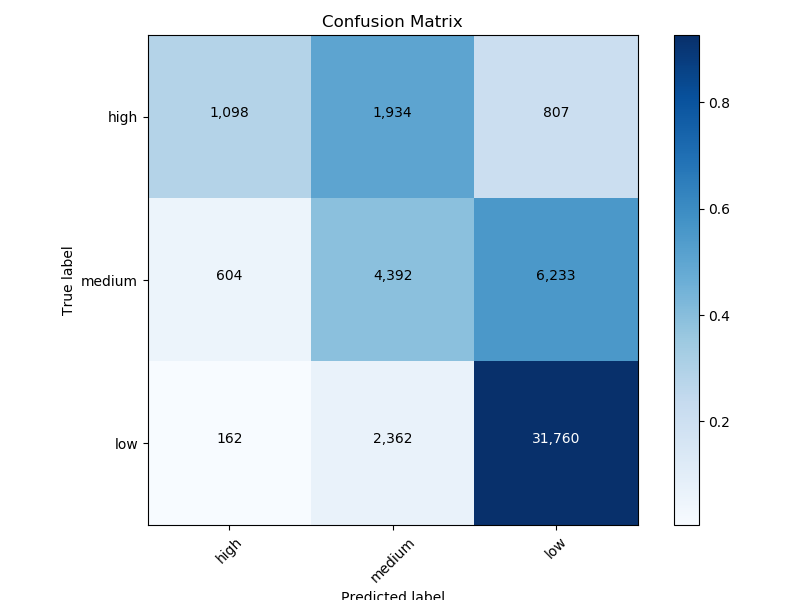 Confusion Matrix
high
1,098
1,934
807
0.8
0.6
True label
medium
604
4,392
6,233
0.4
low
162
2,362
31,760
0.2
high
medium
low
Predicted label